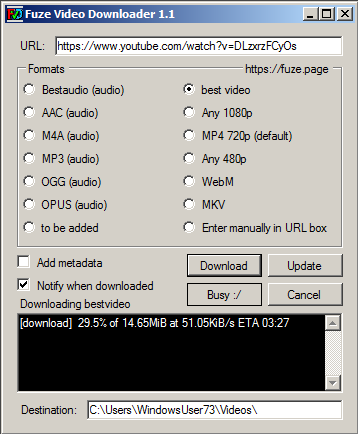 Fuze Video Downloader 1.1
URL: https://www.youtube.com/watch?v=DLzxrzFCyOs
Formats https://fuze.page
Bestaudio (audio) best video
AAC (audio) Any 1080p
M4A (audio) MP4 720p (default)
MP3 (audio) Any 480p
OGG (audio) WebM
OPUS (audio) MKV
to be added Enter manually in URL box
Add metadata Download Update
Notify when downloaded Busy :/ Cancel
Downloading bestvideo
[download] 29.5% of 14.65MiB at 51.05KiB/s ETA 03:27
Destination: C:\Users\WindowsUser73\Videos\